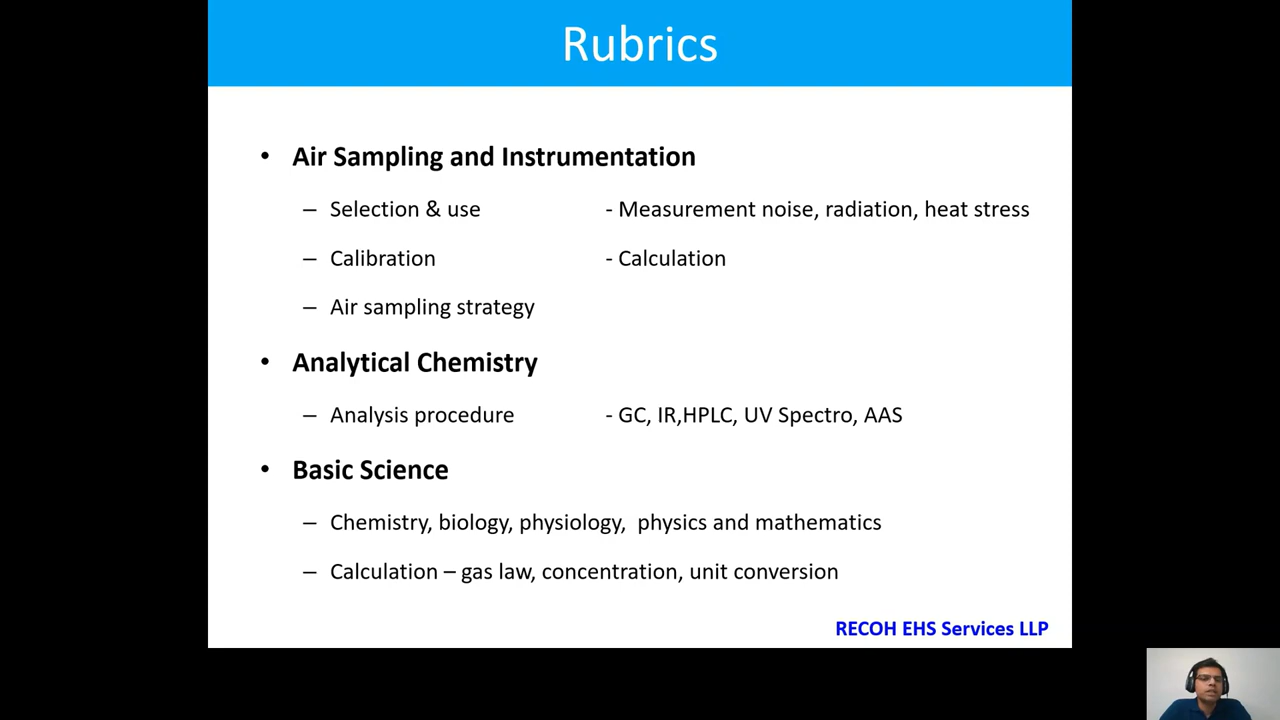 Rubrics
• Air Sampling and Instrumentation
– Selection & use - Measurement noise, radiation, heat stress
– Calibration - Calculation
– Air sampling strategy
• Analytical Chemistry
– Analysis procedure - GC, IR,HPLC, UV Spectro, AAS
• Basic Science
– Chemistry, biology, physiology,  physics and mathematics
– Calculation – gas law, concentration, unit conversion
RECOH EHS Services LLP